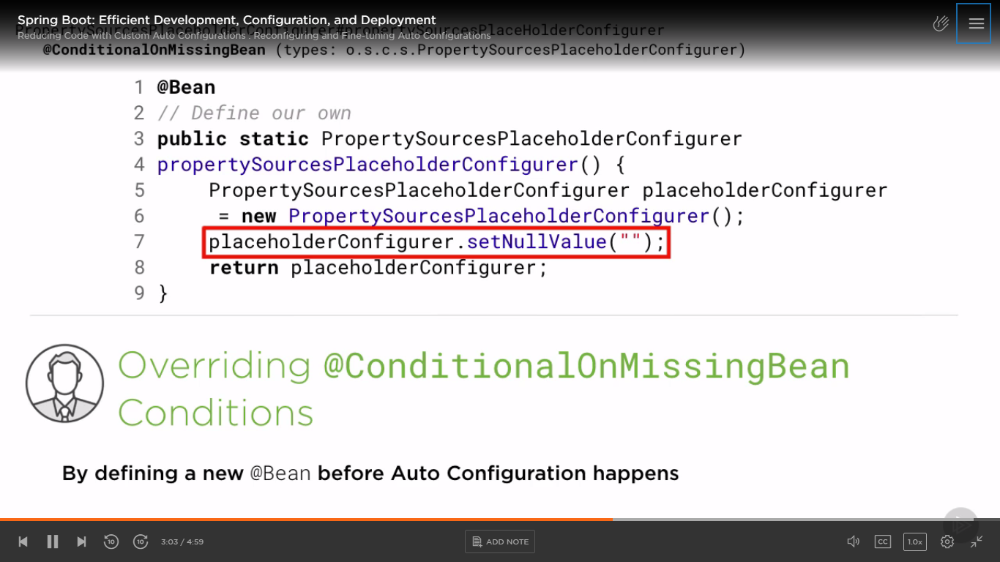 Spring Boot: Efficient Development, Configuration, and Deployment
PropertySourcesPlaceholderConfigurer#propertySourcesPlaceHolderConfigurer
Reducing Code with Custom Auto Configurations : Reconfiguring and Fine-tuning Auto Configurations
@ConditionalOnMissingBean (types: o.s.c.s.PropertySourcesPlaceholderConfigurer)
1 @Bean
2 // Define our own
3 public static PropertySourcesPlaceholderConfigurer
4 propertySourcesPlaceholderConfigurer() {
5 PropertySourcesPlaceholderConfigurer placeholderConfigurer
6 = new PropertySourcesPlaceholderConfigurer();
7 placeholderConfigurer.setNullValue("");
8 return placeholderConfigurer;
9 }
Overriding @ConditionalOnMissingBean
Conditions
By defining a new @Bean before Auto Configuration happens
10 10 3:03 / 4:59 ADD NOTE CC 1.0x